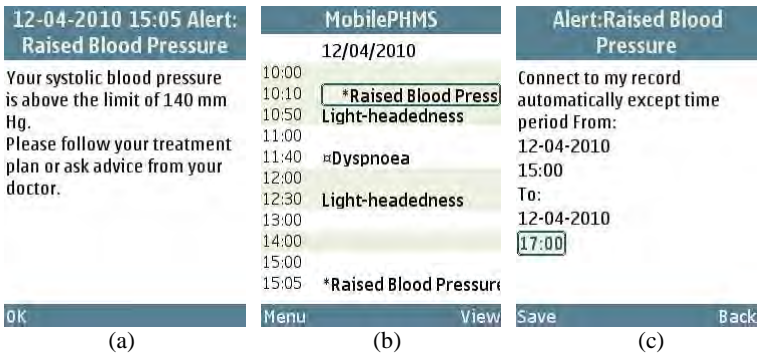 12-04-2010 15:05 Alert:
Raised Blood Pressure
Your systolic blood pressure
is above the limit of 140 mm
Hg.
Please follow your treatment
plan or ask advice from your
doctor.
OK
(a)
MobilePHMS
12/04/2010
10:00
10:10 *Raised Blood Press
10:50 Light-headedness
11:00
11:40 ¤Dyspnoea
12:00
12:30 Light-headedness
13:00
14:00
15:00
15:05 *Raised Blood Pressure
Menu View
(b)
Alert:Raised Blood
Pressure
Connect to my record
automatically except time
period From:
12-04-2010
15:00
To:
12-04-2010
17:00
Save Back
(c)